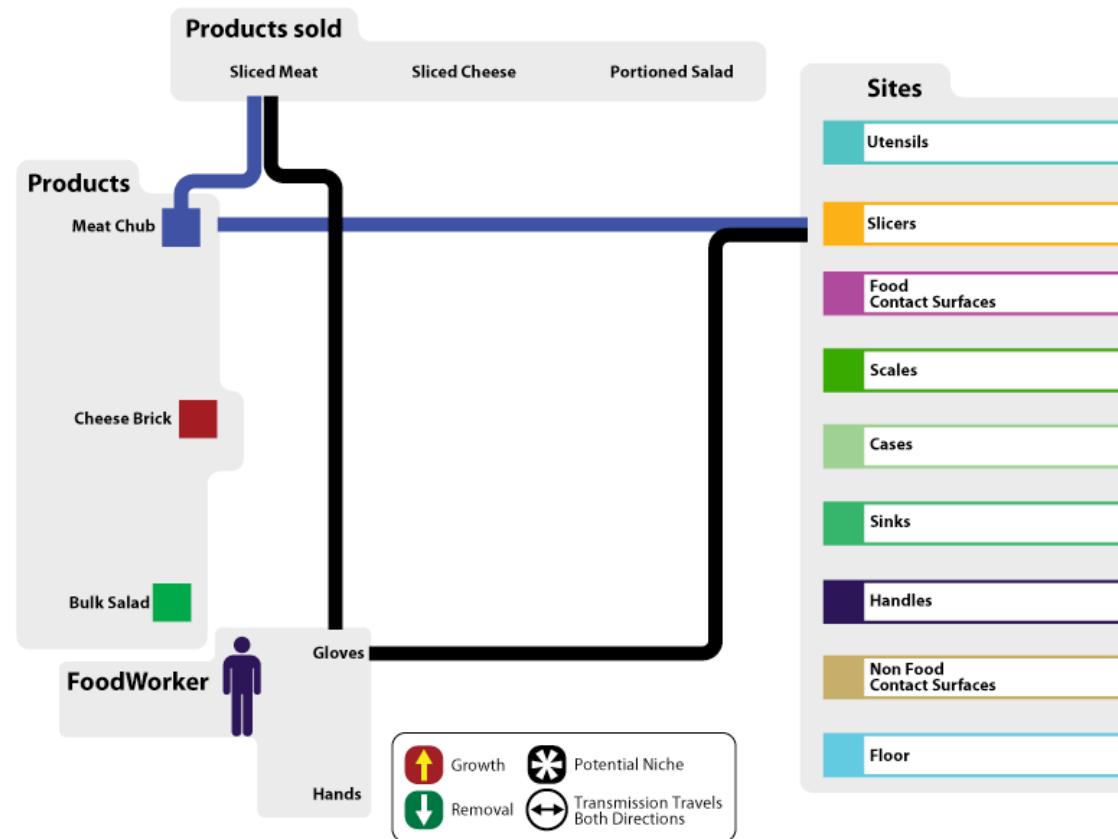 Products sold
Sliced Meat
Sliced Cheese
Portioned Salad
Products
Meat Chub
Cheese Brick
Bulk Salad
FoodWorker
Gloves
Hands
Sites
Utensils
Slicers
Food
Contact Surfaces
Scales
Cases
Sinks
Handles
Non Food
Contact Surfaces
Floor
Growth
Removal
Potential Niche
Transmission Travels
Both Directions